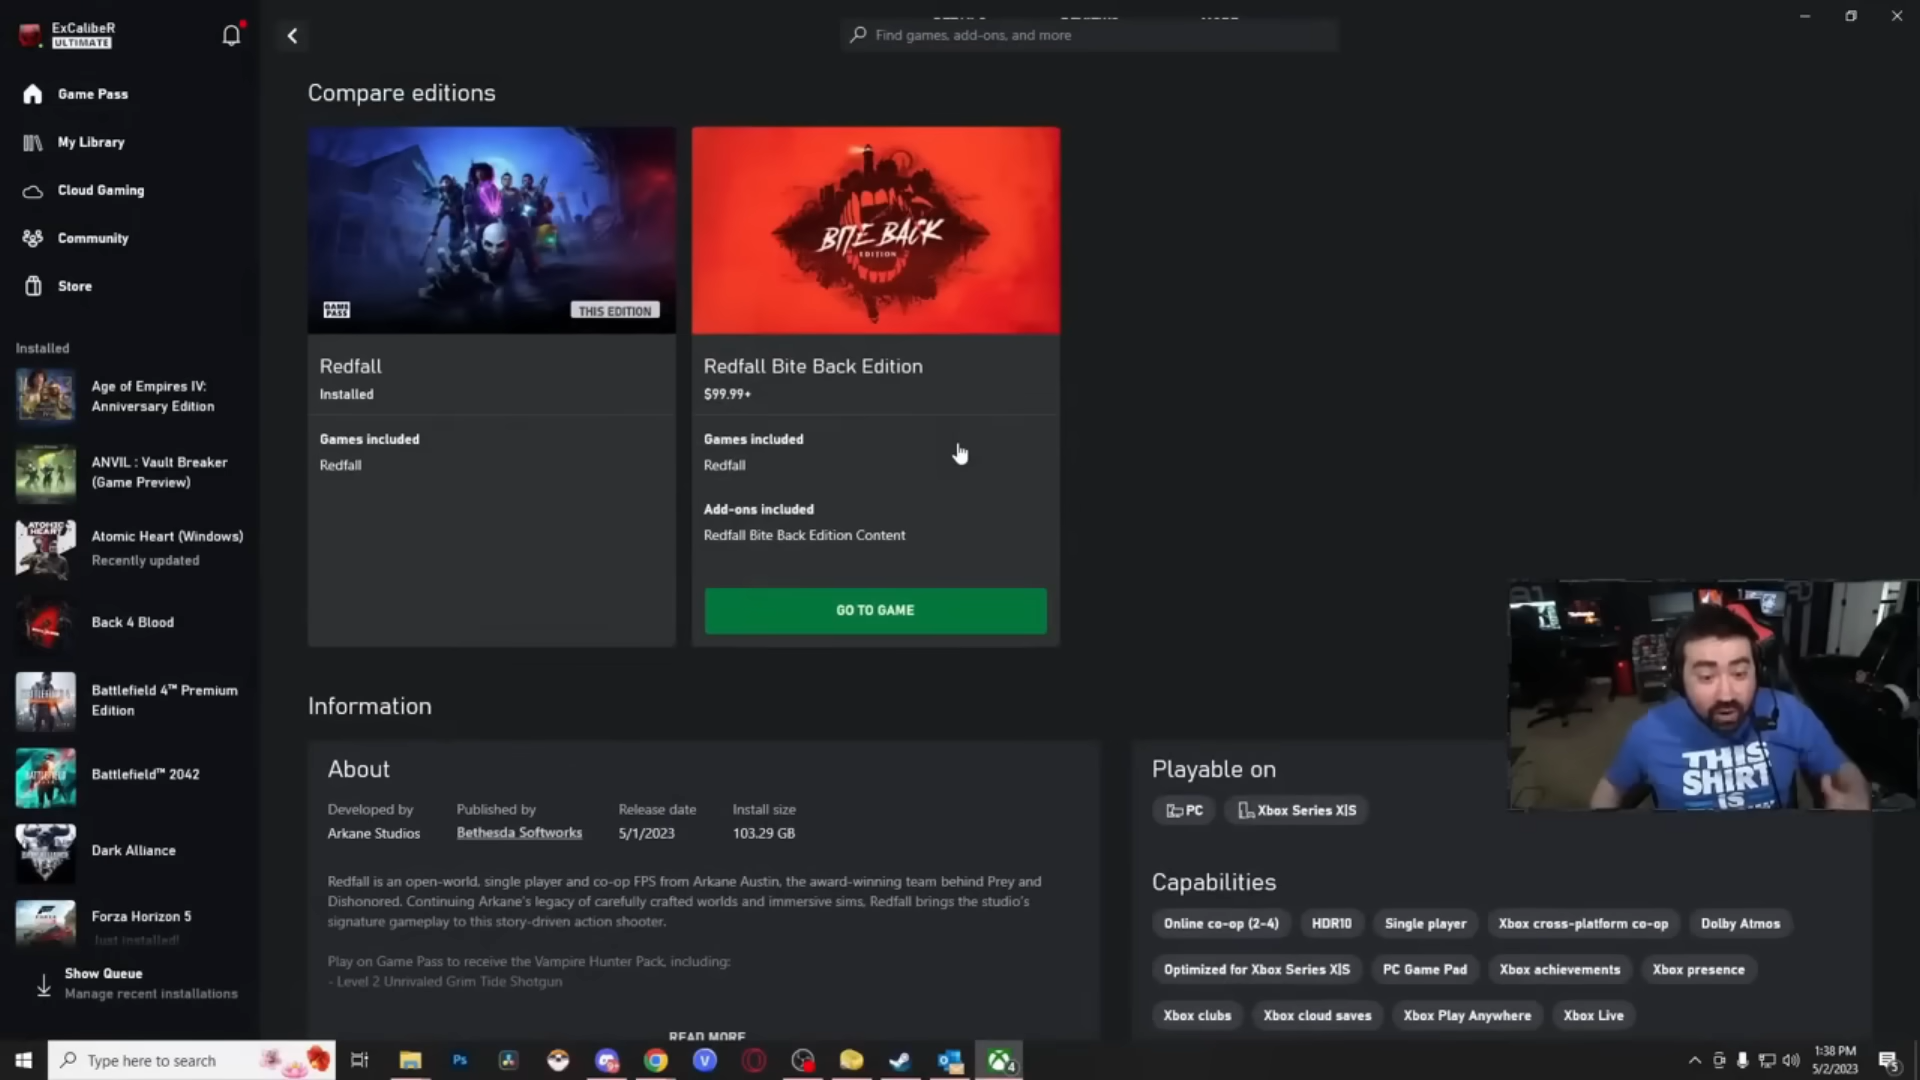 ExCalibeR
ULTIMATE
Find games, add-ons, and more
Game Pass
My Library
Cloud Gaming
Community
Store
Installed
Age of Empires IV:
Anniversary Edition
ANVIL : Vault Breaker
(Game Preview)
Atomic Heart (Windows)
Recently updated
Back 4 Blood
Battlefield 4™ Premium
Edition
Battlefield™ 2042
Dark Alliance
Forza Horizon 5
Just installed!
Show Queue
Manage recent installations
Compare editions
GAME
PASS
THIS EDITION
Redfall
Installed
Games included
Redfall
BITE BACK
EDITION
Redfall Bite Back Edition
$99.99+
Games included
Redfall
Add-ons included
Redfall Bite Back Edition Content
GO TO GAME
Information
About
Developed by
Arkane Studios
Published by
Bethesda Softworks
Release date
5/1/2023
Install size
103.29 GB
Redfall is an open-world, single player and co-op FPS from Arkane Austin, the award-winning team behind Prey and
Dishonored. Continuing Arkane's legacy of carefully crafted worlds and immersive sims, Redfall brings the studio's
signature gameplay to this story-driven action shooter.
Play on Game Pass to receive the Vampire Hunter Pack, including:
- Level 2 Unrivaled Grim Tide Shotgun
READ MORE
Playable on
PC
Xbox Series X|S
Capabilities
Online co-op (2-4)
HDR10
Single player
Xbox cross-platform co-op
Dolby Atmos
Optimized for Xbox Series X|S
PC Game Pad
Xbox achievements
Xbox presence
Xbox clubs
Xbox cloud saves
Xbox Play Anywhere
Xbox Live
THIS
SHIRT
IS
Type here to search
Ps
1:38 PM
5/2/2023